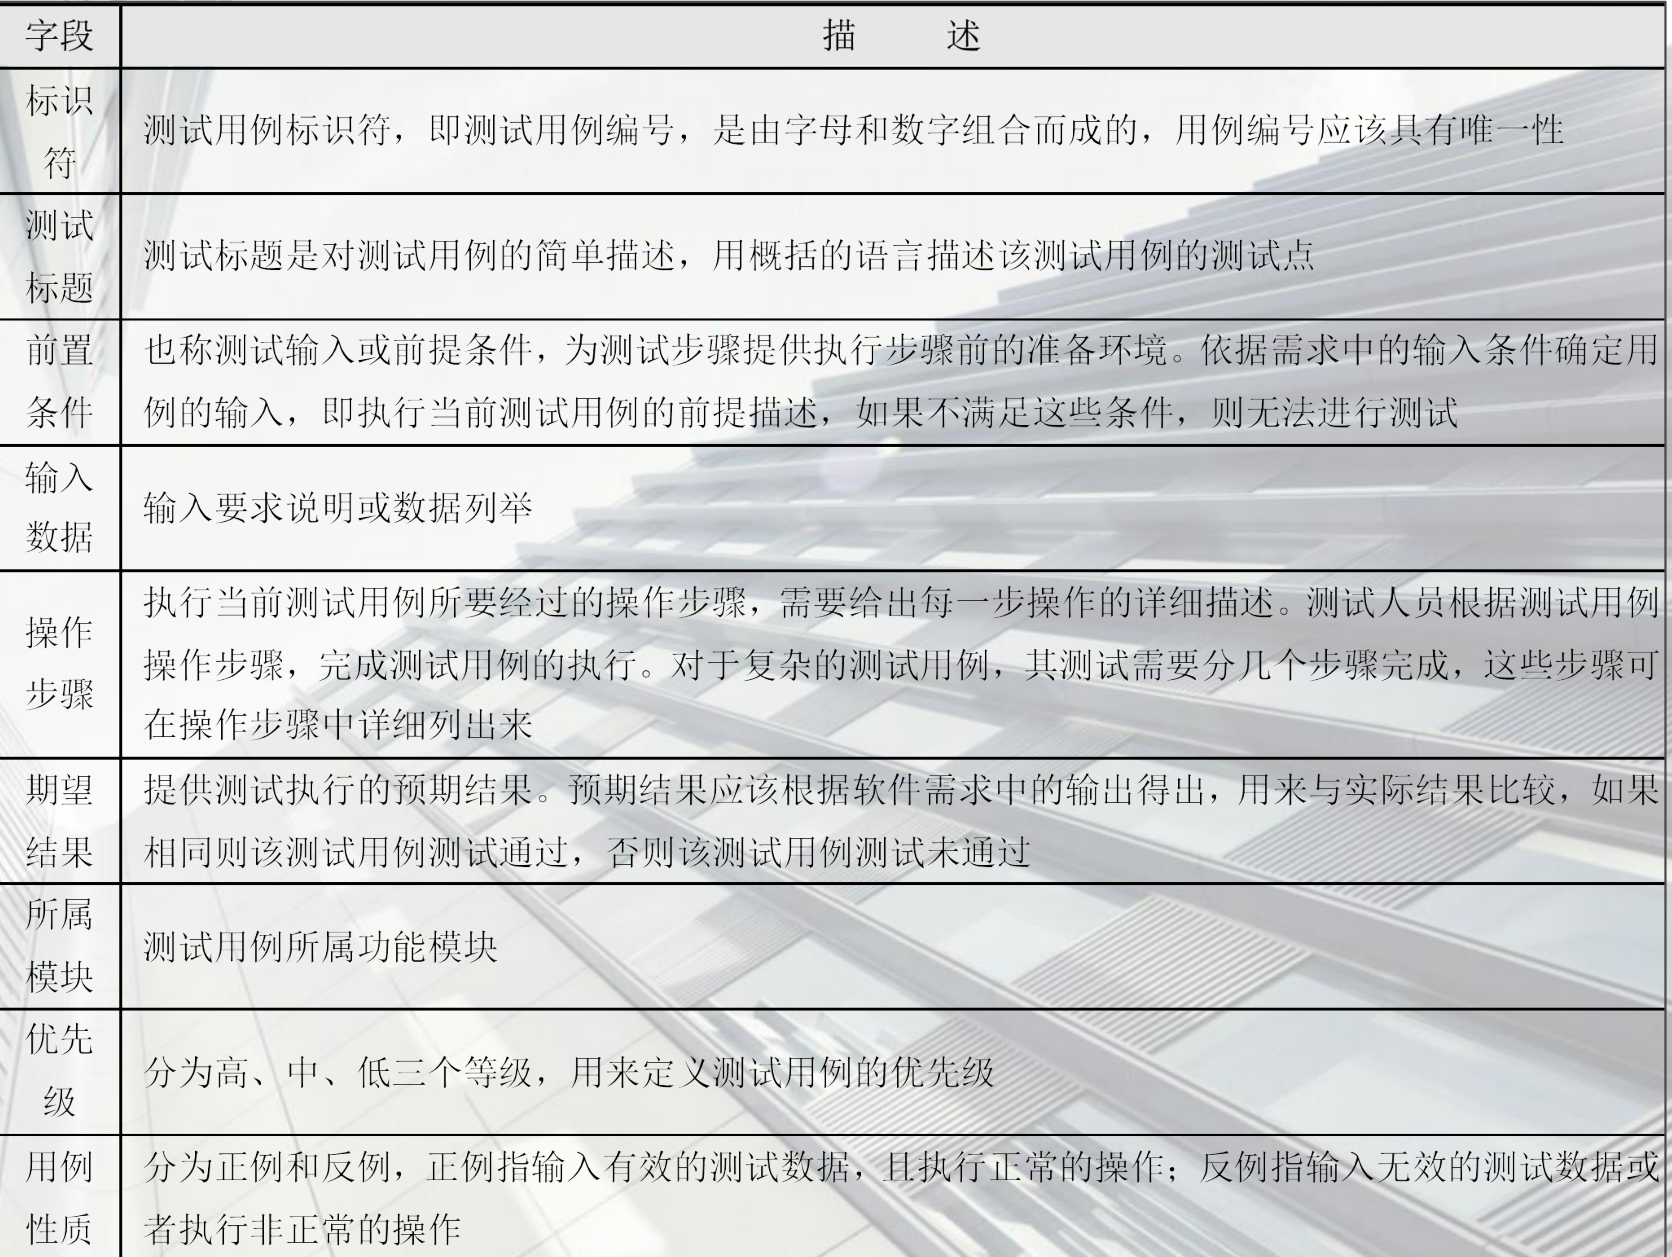 字段
描 述
标识
符
测试用例标识符，即测试用例编号，是由字母和数字组合而成的，用例编号应该具有唯一性
测试
标题
测试标题是对测试用例的简单描述，用概括的语言描述该测试用例的测试点
前置
条件
也称测试输入或前提条件，为测试步骤提供执行步骤前的准备环境。依据需求中的输入条件确定用
例的输入，即执行当前测试用例的前提描述，如果不满足这些条件，则无法进行测试
输入
数据
输入要求说明或数据列举
操作
步骤
执行当前测试用例所要经过的操作步骤，需要给出每一步操作的详细描述。测试人员根据测试用例
操作步骤，完成测试用例的执行。对于复杂的测试用例，其测试需要分几个步骤完成，这些步骤可
在操作步骤中详细列出来
期望
结果
提供测试执行的预期结果。预期结果应该根据软件需求中的输出得出，用来与实际结果比较，如果
相同则该测试用例测试通过，否则该测试用例测试未通过
所属
模块
测试用例所属功能模块
优先
级
分为高、中、低三个等级，用来定义测试用例的优先级
用例
性质
分为正例和反例，正例指输入有效的测试数据，且执行正常的操作；反例指输入无效的测试数据或
者执行非正常的操作